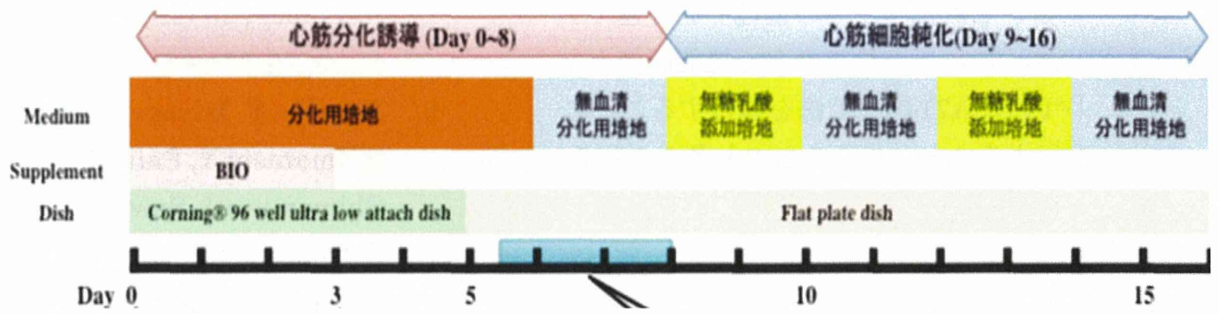 心筋分化誘導 (Day 0~8)
心筋細胞純化(Day 9~16)
Medium
分化用培地
無血清
分化用培地
無糖乳酸
添加培地
無血清
分化用培地
無糖乳酸
添加培地
無血清
分化用培地
Supplement
BIO
Dish
Corning® 96 well ultra low attach dish
Flat plate dish
Day 0 3 5 10 15